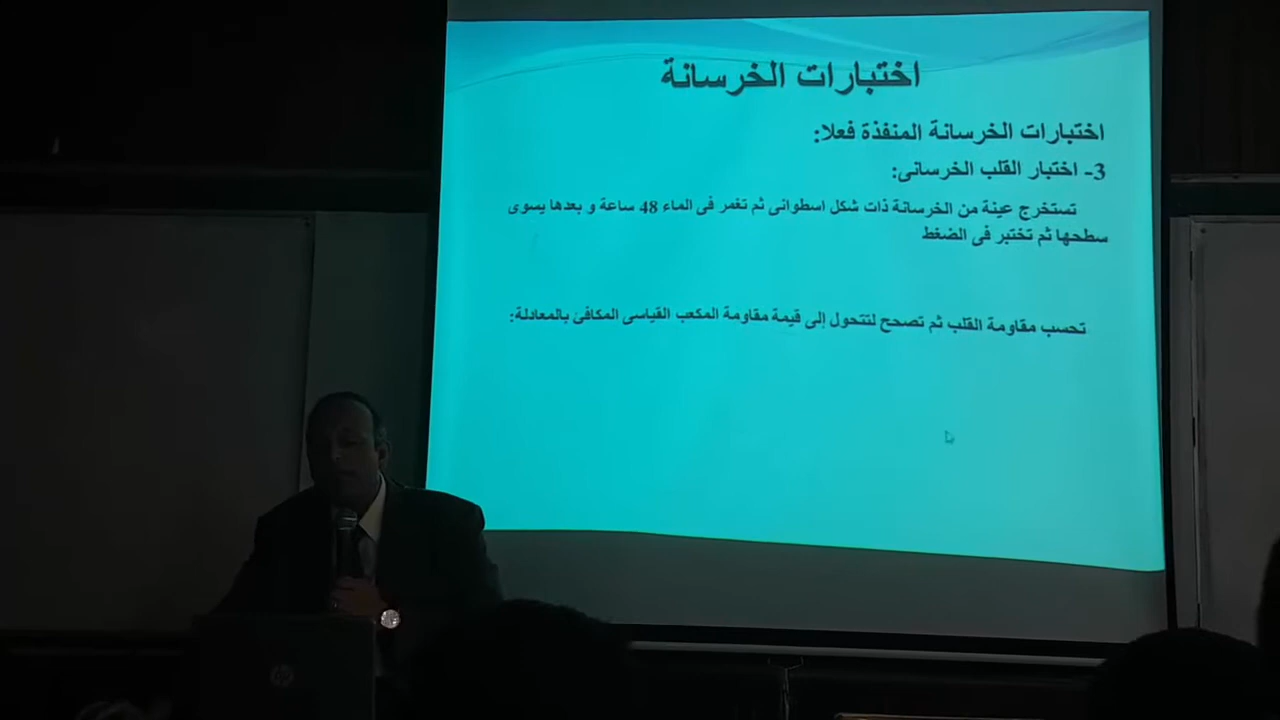 اختبارات الخرسانة
اختبارات الخرسانة المنفذة فعلا:
3- اختبار القلب الخرسانى:
تستخرج عينة من الخرسانة ذات شكل اسطوانى ثم تغمر فى الماء 48 ساعة و بعدها يسوى
سطحها ثم تختبر فى الضغط
تحسب مقاومة القلب ثم تصحح لتتحول إلى قيمة مقاومة المكعب القياسى المكافئ بالمعادلة:
hp